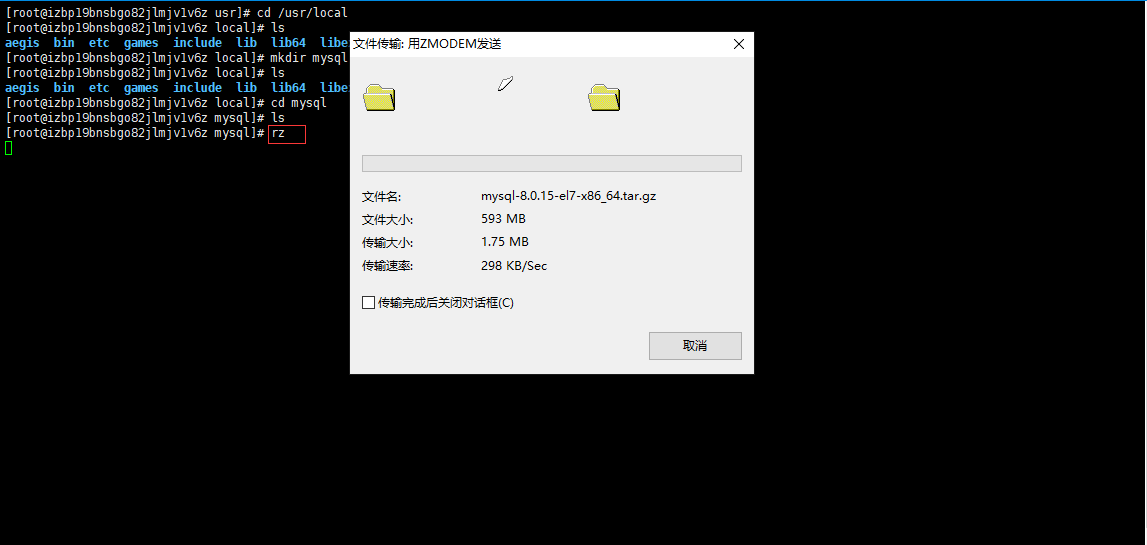 [root@izbp19bnsbgo82jlmjv1v6z usr]# cd /usr/local
[root@izbp19bnsbgo82jlmjv1v6z local]# ls
aegis bin etc games include lib lib64 libe
[root@izbp19bnsbgo82jlmjv1v6z local]# mkdir mysql
[root@izbp19bnsbgo82jlmjv1v6z local]# ls
aegis bin etc games include lib lib64 libe
[root@izbp19bnsbgo82jlmjv1v6z local]# cd mysql
[root@izbp19bnsbgo82jlmjv1v6z mysql]# ls
[root@izbp19bnsbgo82jlmjv1v6z mysql]# rz
文件传输: 用ZMODEM发送
文件名: mysql-8.0.15-el7-x86_64.tar.gz
文件大小: 593 MB
传输大小: 1.75 MB
传输速率: 298 KB/Sec
传输完成后关闭对话框(C)
取消